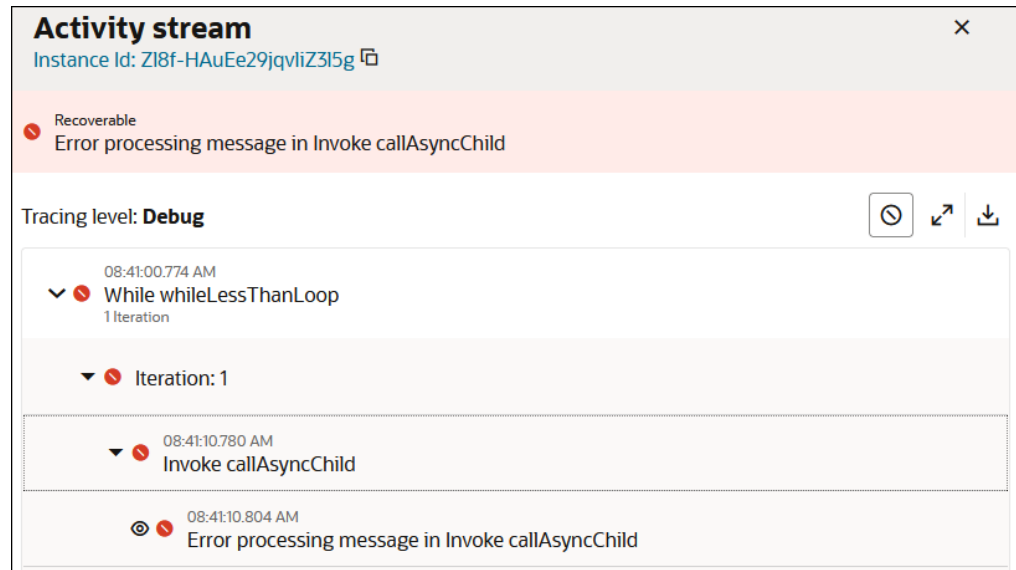 Activity stream
Instance Id: ZI8f-HAuEe29jqvIiZ3I5g
Recoverable
Error processing message in Invoke callAsyncChild
Tracing level: Debug
08:41:00.774 AM
While whileLessThanLoop
1 Iteration
Iteration: 1
08:41:10.780 AM
Invoke callAsyncChild
08:41:10.804 AM
Error processing message in Invoke callAsyncChild